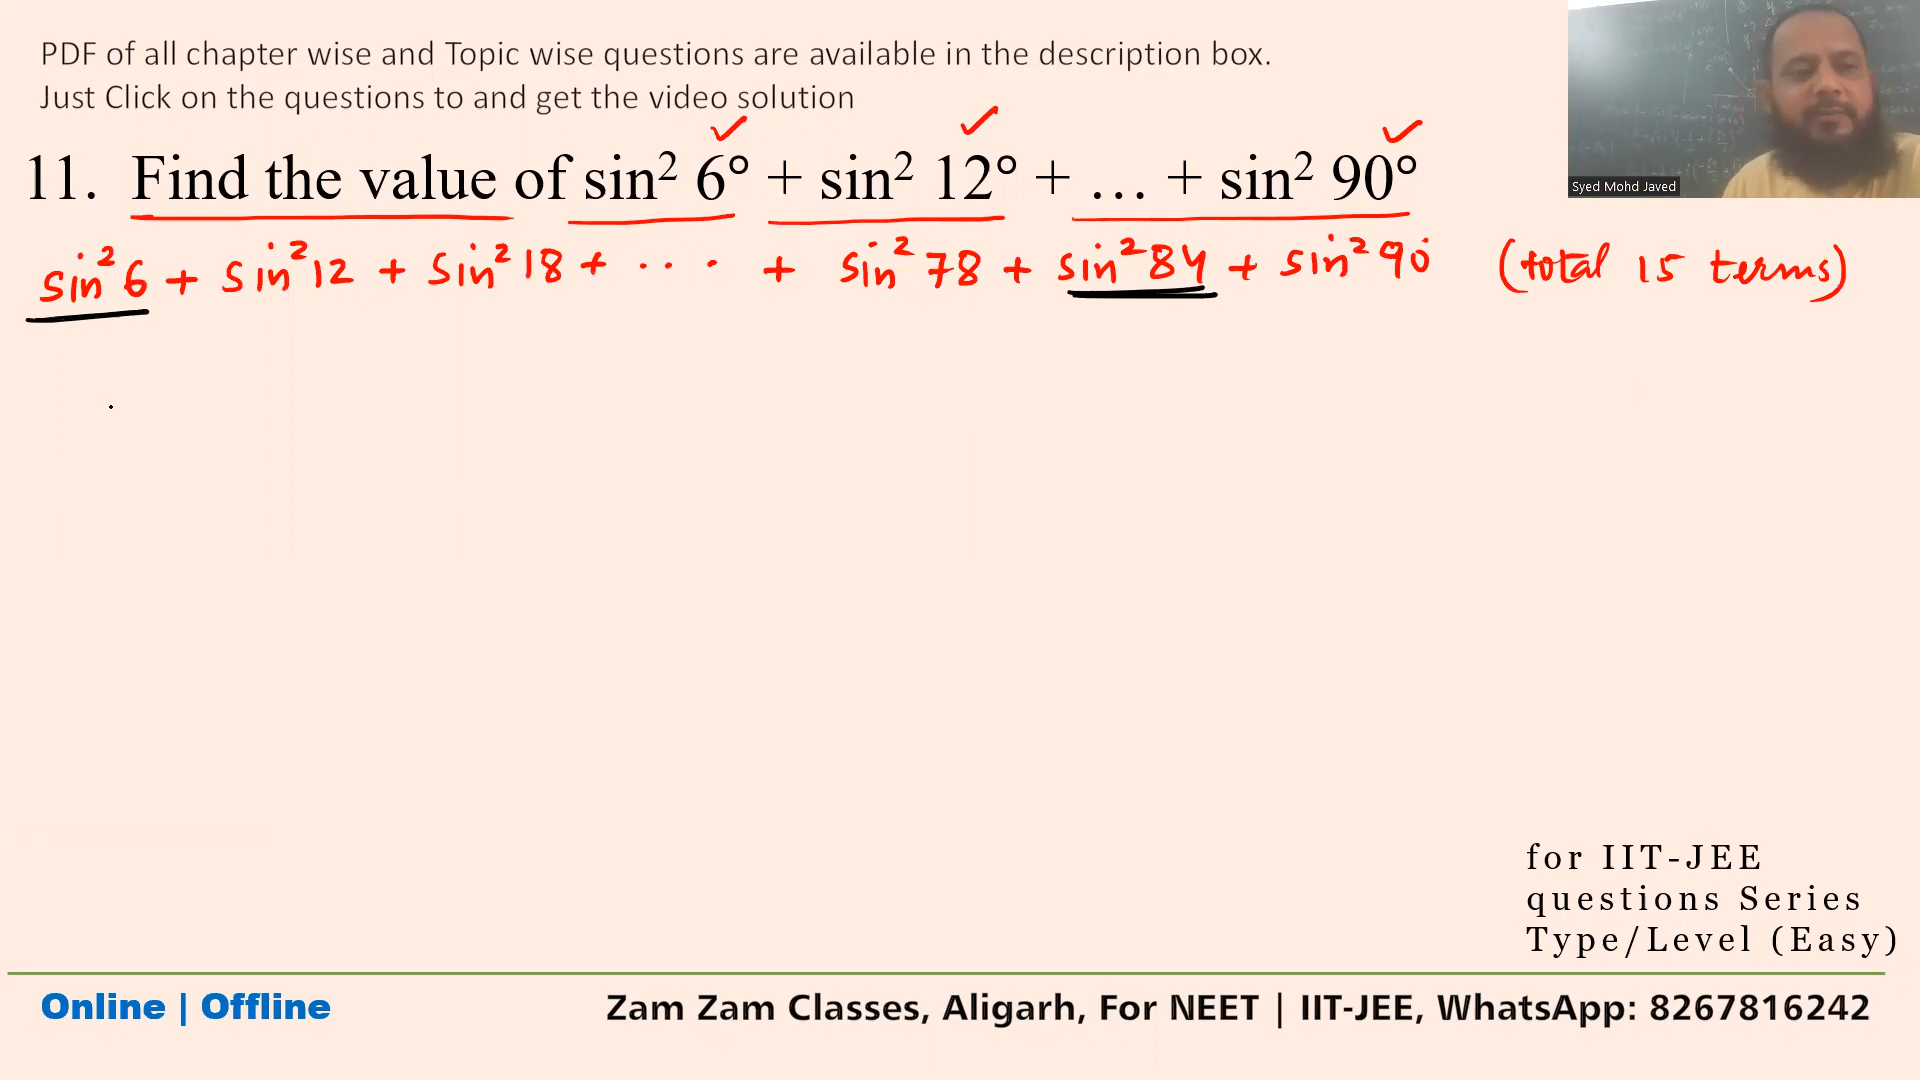 PDF of all chapter wise and Topic wise questions are available in the description box.
Just Click on the questions to and get the video solution
11. Find the value of sin² 6° + sin² 12° + … + sin² 90°
sin²6 + sin²12 + sin²18 + ··· + sin²78 + sin²84 + sin²90 (total 15 terms)
Syed Mohd Javed
for IIT-JEE
questions Series
Type/Level (Easy)
Online | Offline
Zam Zam Classes, Aligarh, For NEET | IIT-JEE, WhatsApp: 8267816242